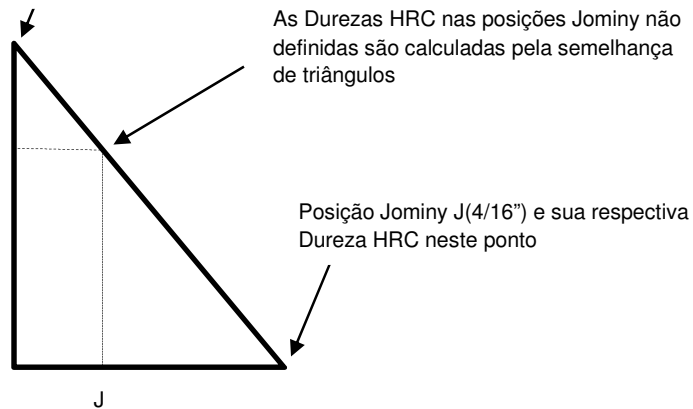 As Durezas HRC nas posições Jominy não
definidas são calculadas pela semelhança
de triângulos
Posição Jominy J(4/16”) e sua respectiva
Dureza HRC neste ponto
J